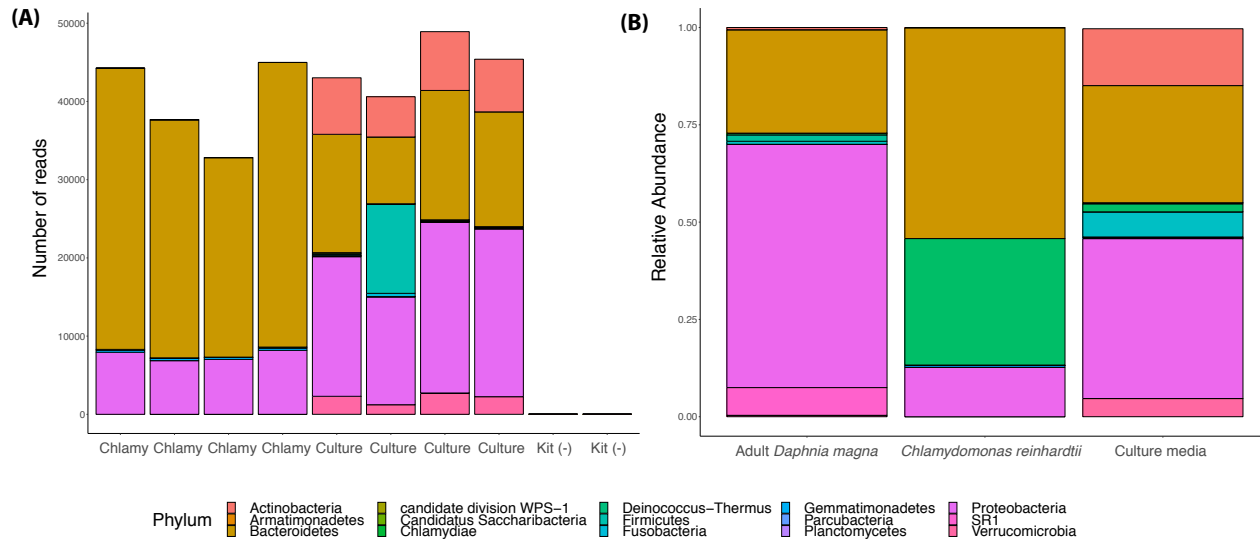 (A)
(B)
Number of reads
50000
40000
30000
20000
10000
0
Chlamy Chlamy Chlamy Chlamy Culture Culture Culture Culture Kit (-) Kit (-)
Relative Abundance
1.00
0.75
0.50
0.25
0.00
Adult Daphnia magna Chlamydomonas reinhardtii Culture media
Phylum
Actinobacteria candidate division WPS−1 Deinococcus−Thermus Gemmatimonadetes Proteobacteria
Armatimonadetes Candidatus Saccharibacteria Firmicutes Parcubacteria SR1
Bacteroidetes Chlamydiae Fusobacteria Planctomycetes Verrucomicrobia